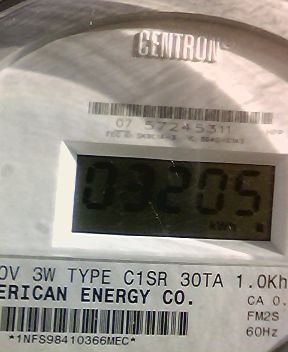 CENTRON
07 57245311
03205
kWh
0V 3W TYPE C1SR 30TA 1.0Kh
ERICAN ENERGY CO. CA 0.
FM2S
60Hz
*1NFS98410366MEC*